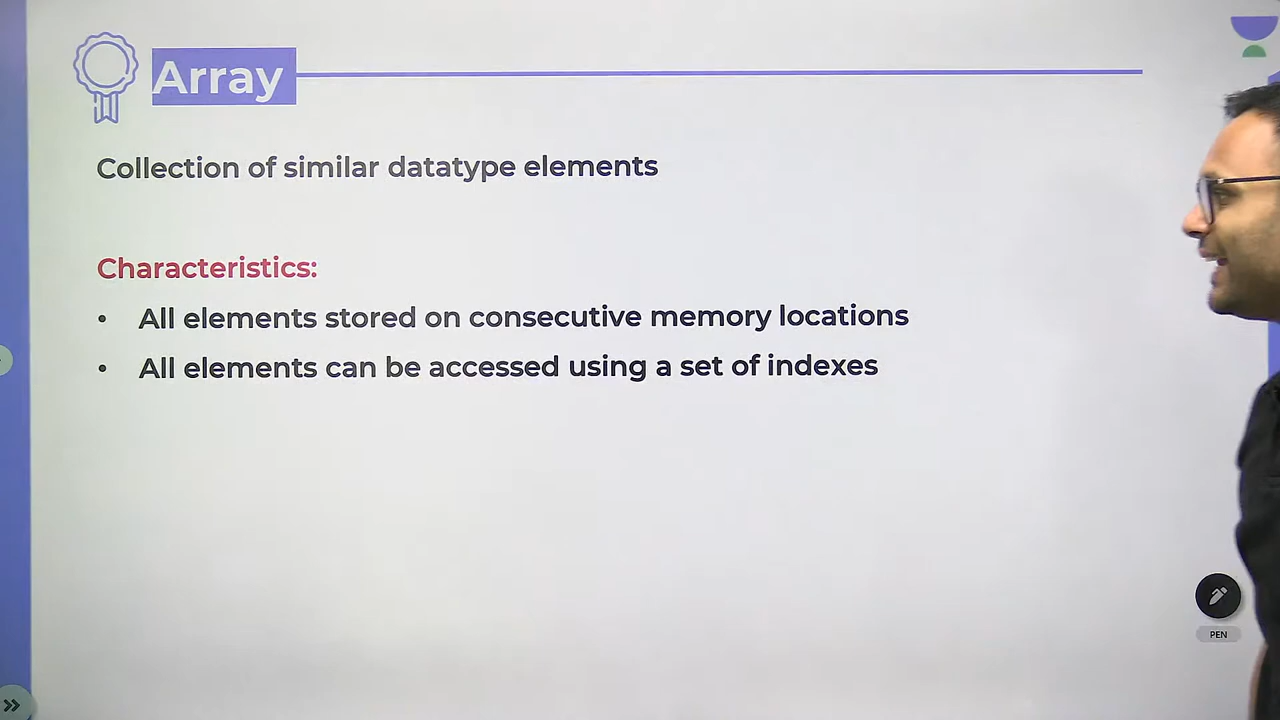 Array
Collection of similar datatype elements
Characteristics:
• All elements stored on consecutive memory locations
• All elements can be accessed using a set of indexes
PEN